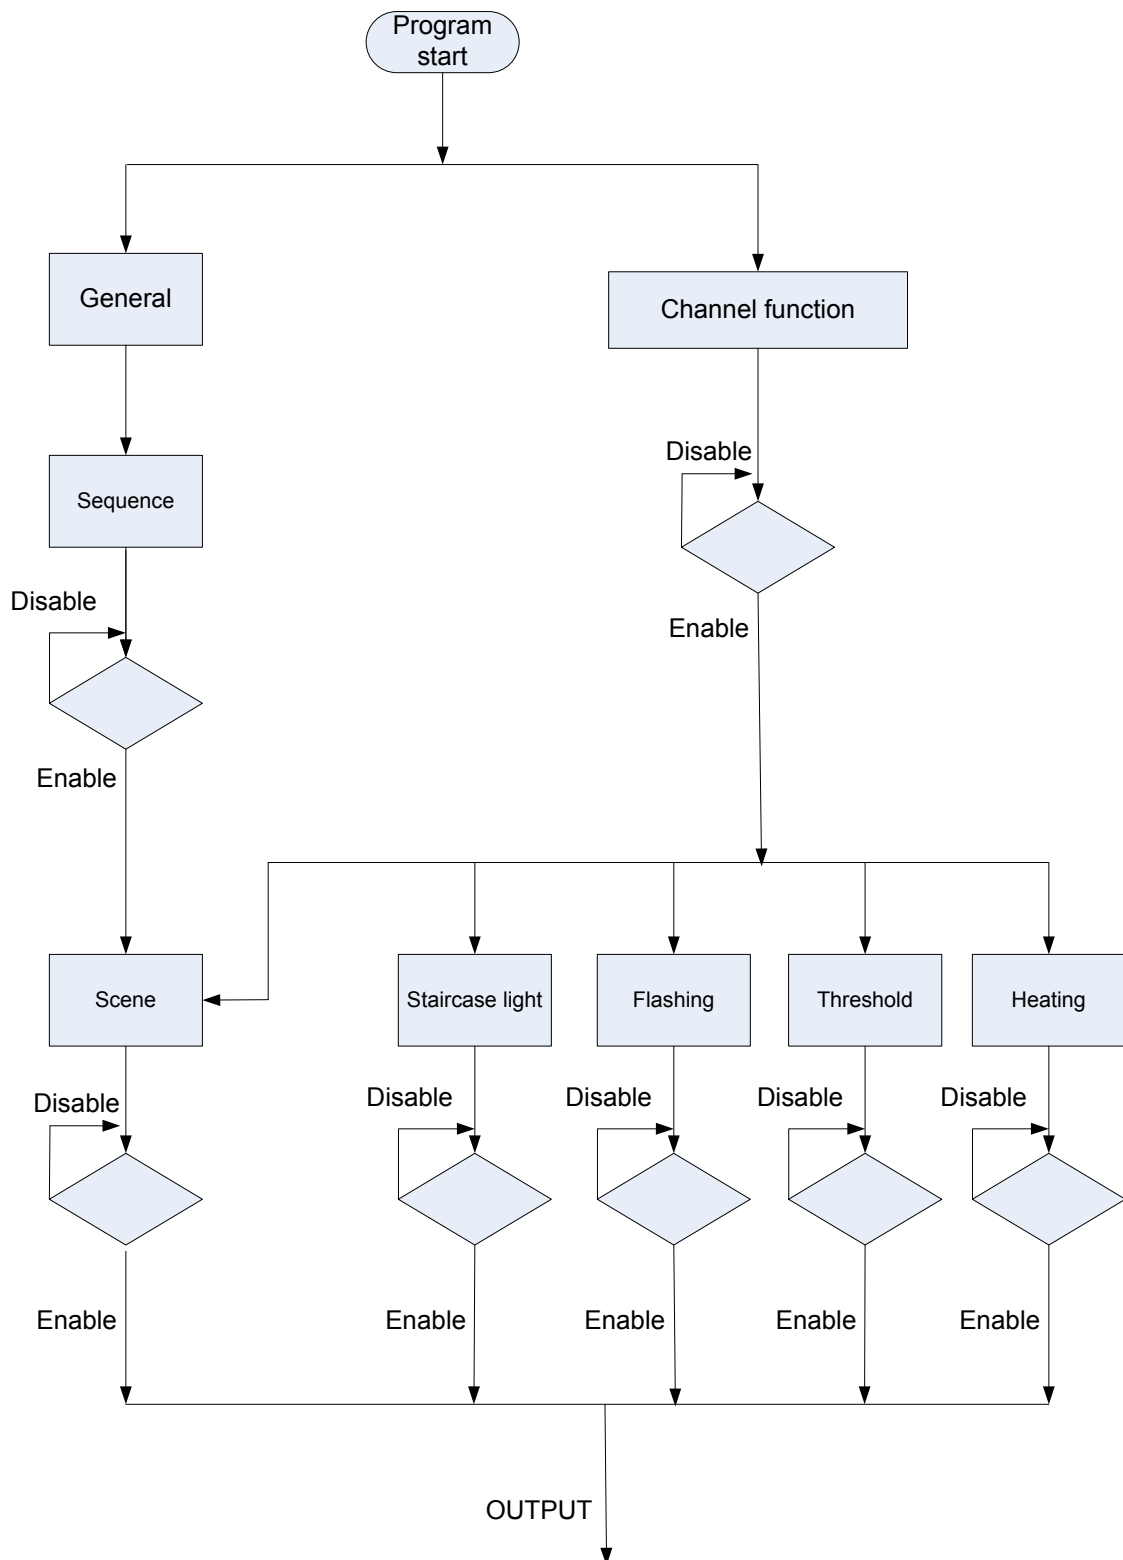 Program
start
General
Channel function
Disable
Sequence
Disable
Enable
Enable
Scene
Staircase light
Flashing
Threshold
Heating
Disable
Disable
Disable
Disable
Disable
Enable
Enable
Enable
Enable
Enable
OUTPUT